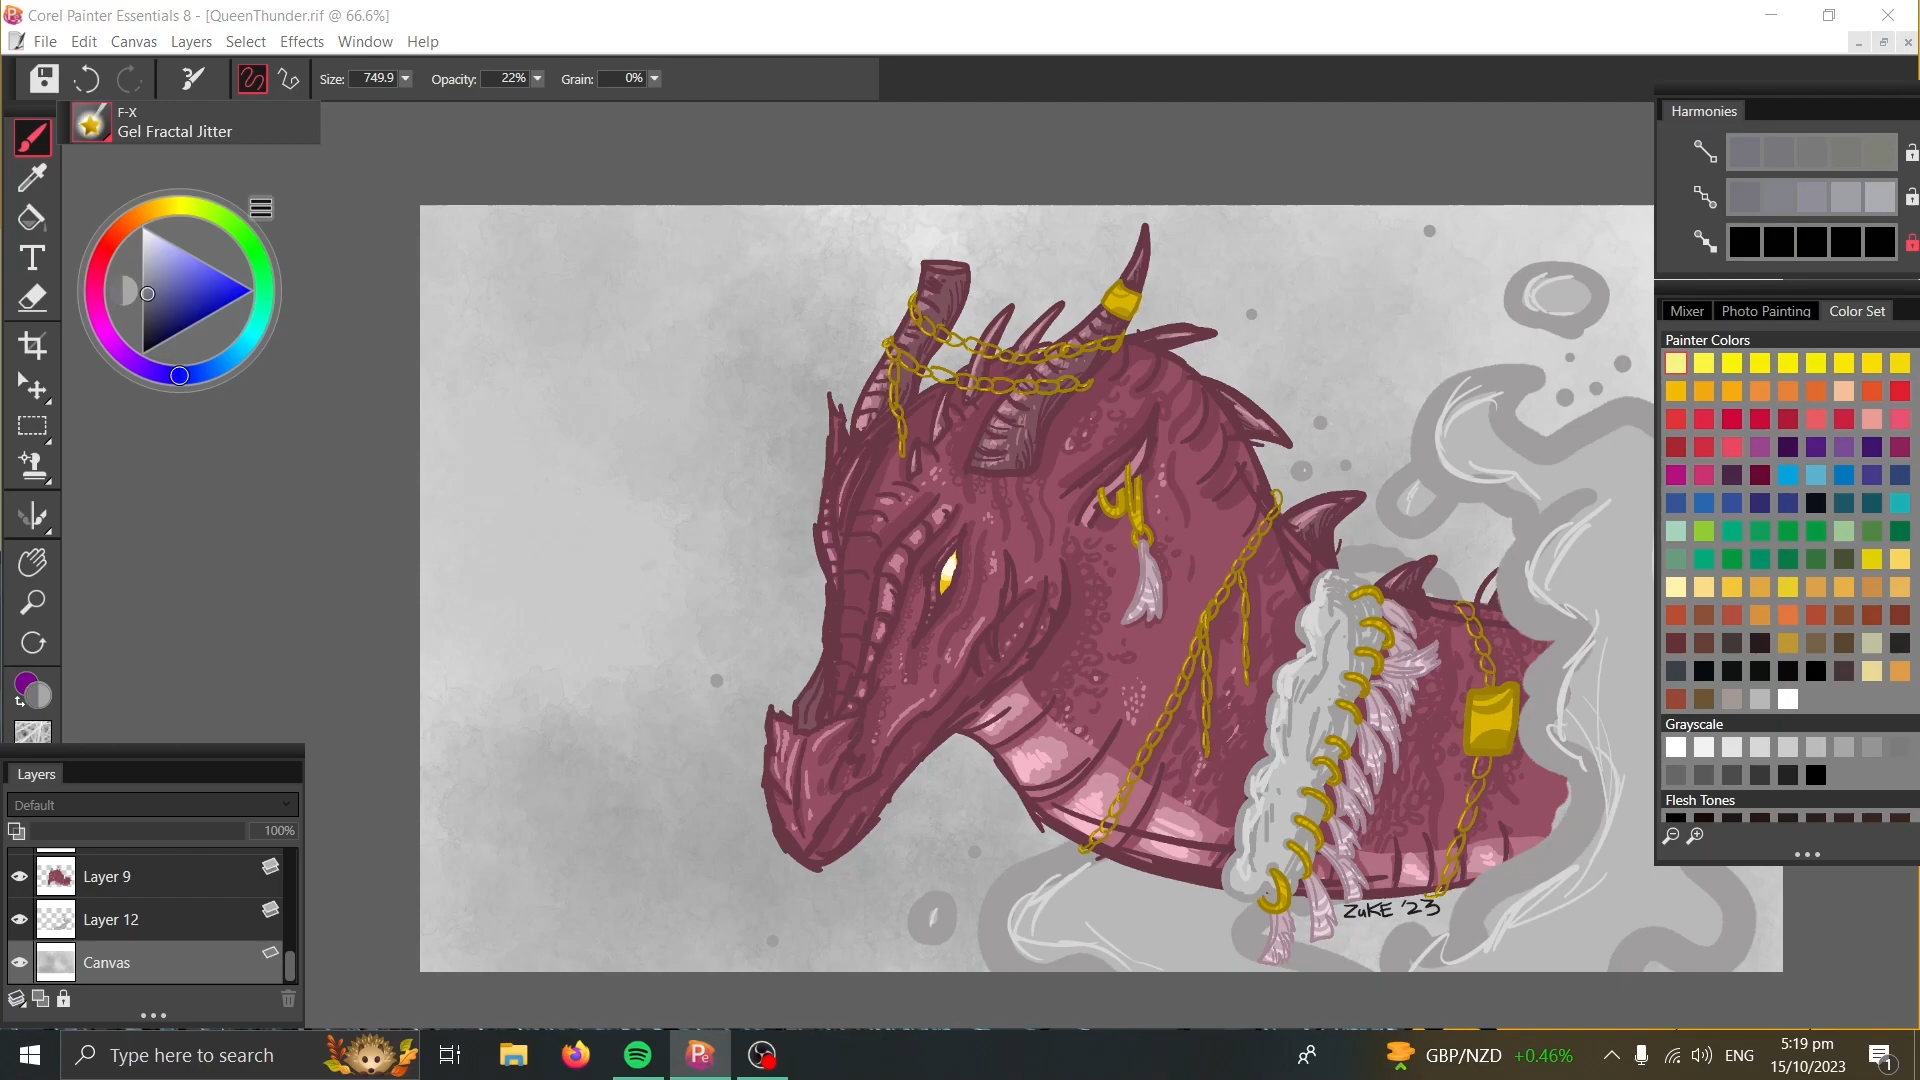 Corel Painter Essentials 8 - [QueenThunder.rif @ 66.6%]
File Edit Canvas Layers Select Effects Window Help
Size: 749.9 Opacity: 22% Grain: 0%
F-X
Gel Fractal Jitter
Harmonies
Mixer Photo Painting Color Set
Painter Colors
Grayscale
Flesh Tones
Layers
Default
100%
Layer 9
Layer 12
Canvas
ZUKE '23
Type here to search
GBP/NZD +0.46%
ENG
5:19 pm
15/10/2023
1